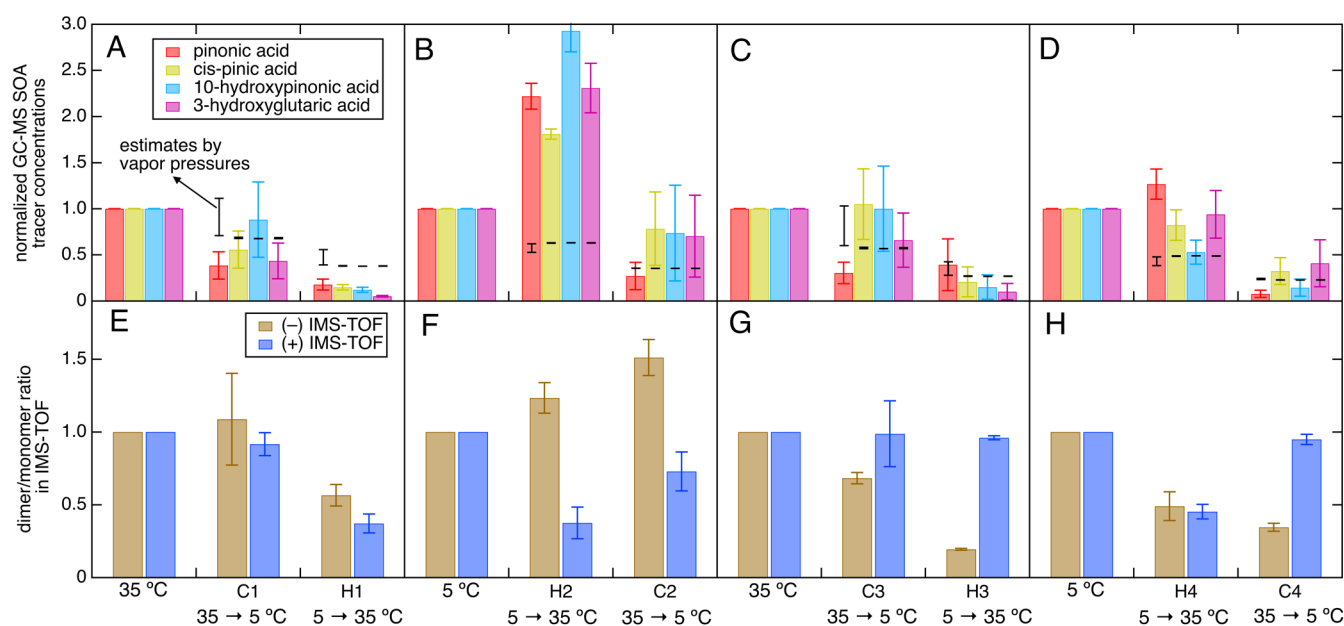 normalized GC-MS SOA
tracer concentrations
3.0
2.5
2.0
1.5
1.0
0.5
0
A
pinonic acid
cis-pinic acid
10-hydroxypinonic acid
3-hydroxyglutaric acid
estimates by
vapor pressures
B
C
D
dimer/monomer ratio
in IMS-TOF
1.5
1.0
0.5
0
E
(–) IMS-TOF
(+) IMS-TOF
F
G
H
35 ºC
C1
35 → 5 ºC
H1
5 → 35 ºC
5 ºC
H2
5 → 35 ºC
C2
35 → 5 ºC
35 ºC
C3
35 → 5 ºC
H3
5 → 35 ºC
5 ºC
H4
5 → 35 ºC
C4
35 → 5 ºC